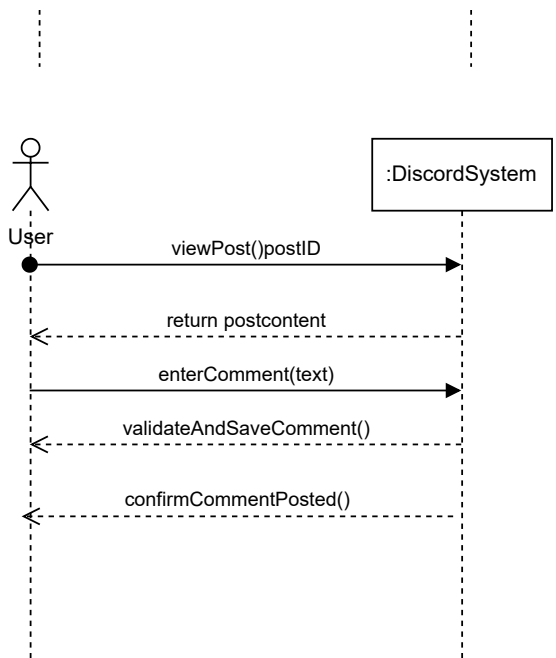 :DiscordSystem
User
viewPost()postID
return postcontent
enterComment(text)
validateAndSaveComment()
confirmCommentPosted()